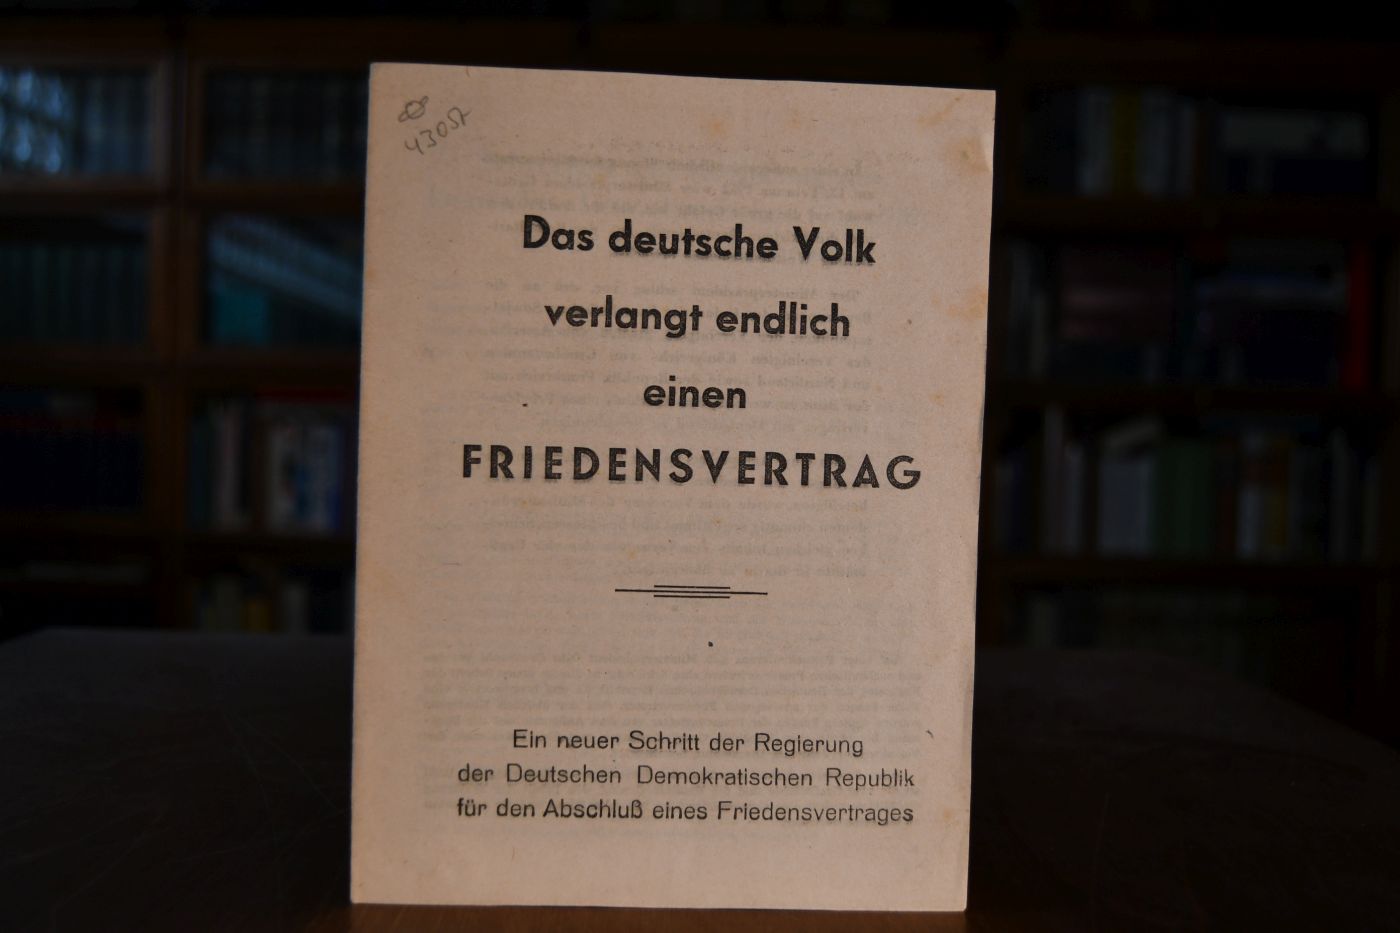 Das deutsche Volk
verlangt endlich
einen
FRIEDENSVERTRAG
Ein neuer Schritt der Regierung
der Deutschen Demokratischen Republik
für den Abschluß eines Friedensvertrages